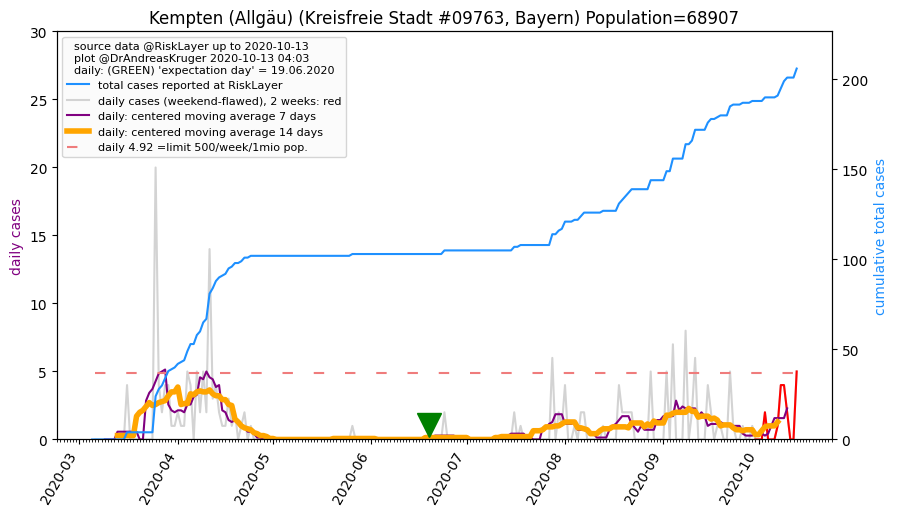 Kempten (Allgäu) (Kreisfreie Stadt #09763, Bayern) Population=68907
source data @RiskLayer up to 2020-10-13
plot @DrAndreasKruger 2020-10-13 04:03
daily: (GREEN) 'expectation day' = 19.06.2020
total cases reported at RiskLayer
daily cases (weekend-flawed), 2 weeks: red
daily: centered moving average 7 days
daily: centered moving average 14 days
daily 4.92 =limit 500/week/1mio pop.
daily cases
30
25
20
15
10
5
0
cumulative total cases
200
150
100
50
0
2020-03
2020-04
2020-05
2020-06
2020-07
2020-08
2020-09
2020-10